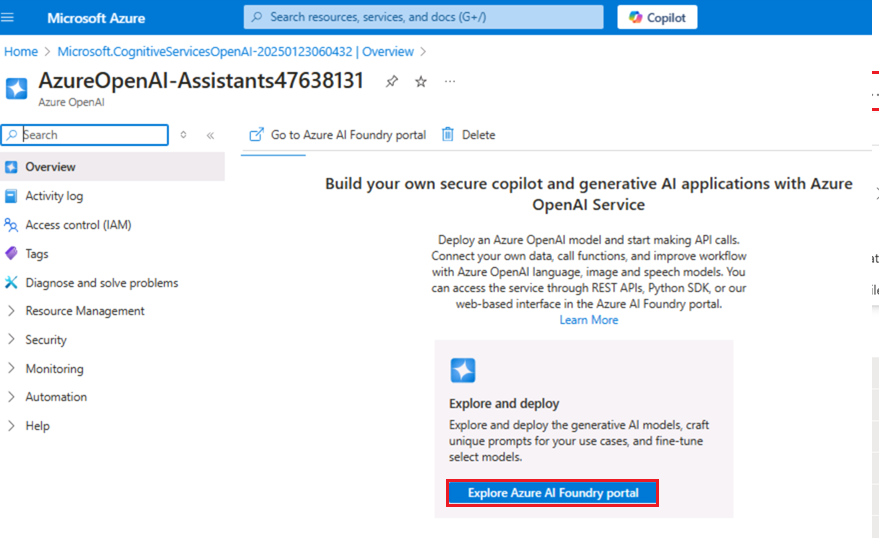 Microsoft Azure
Search resources, services, and docs (G+/)
Copilot
Home > Microsoft.CognitiveServicesOpenAI-20250123060432 | Overview >
AzureOpenAI-Assistants47638131
Azure OpenAI
Search
Go to Azure AI Foundry portal
Delete
Overview
Activity log
Access control (IAM)
Tags
Diagnose and solve problems
Resource Management
Security
Monitoring
Automation
Help
Build your own secure copilot and generative AI applications with Azure
OpenAI Service
Deploy an Azure OpenAI model and start making API calls.
Connect your own data, call functions, and improve workflow
with Azure OpenAI language, image and speech models. You
can access the service through REST APIs, Python SDK, or our
web-based interface in the Azure AI Foundry portal.
Learn More
Explore and deploy
Explore and deploy the generative AI models, craft
unique prompts for your use cases, and fine-tune
select models.
Explore Azure AI Foundry portal